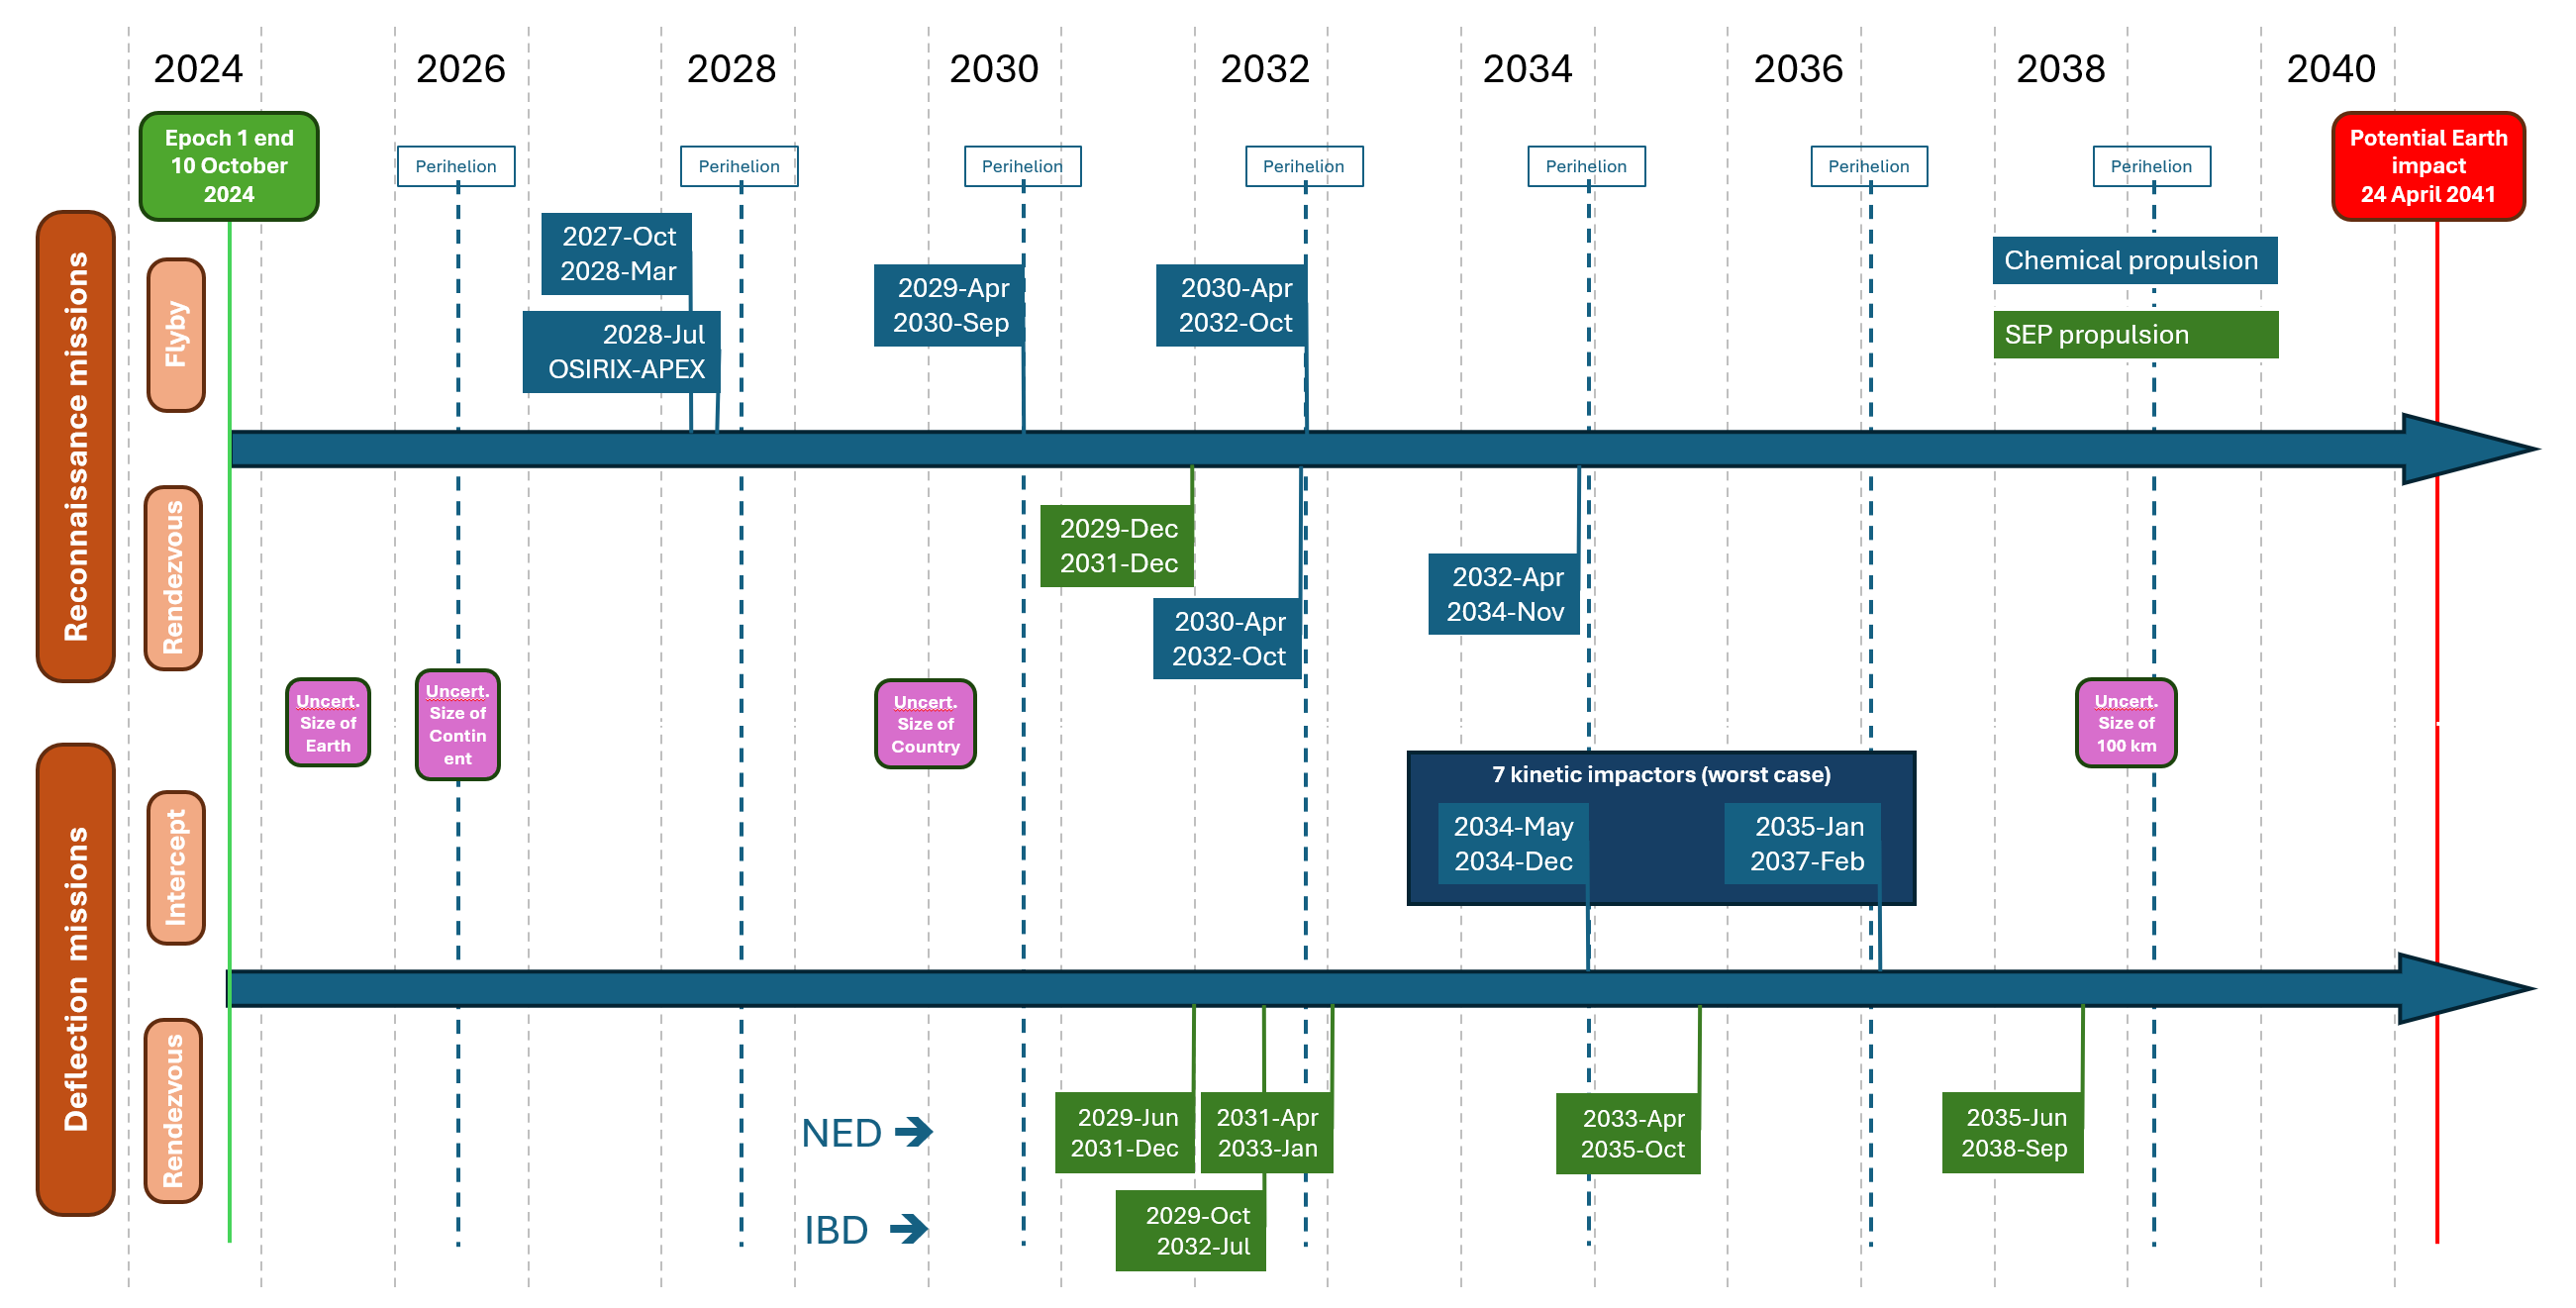 2024
2026
2028
2030
2032
2034
2036
2038
2040
Epoch 1 end
10 October
2024
Perihelion
Perihelion
Perihelion
Perihelion
Perihelion
Perihelion
Perihelion
Potential Earth
impact
24 April 2041
Reconnaissance missions
Flyby
2027-Oct
2028-Mar
2028-Jul
OSIRIX-APEX
2029-Apr
2030-Sep
2030-Apr
2032-Oct
Chemical propulsion
SEP propulsion
Rendezvous
2029-Dec
2031-Dec
2030-Apr
2032-Oct
2032-Apr
2034-Nov
Uncert.
Size of
Earth
Uncert.
Size of
Contin
ent
Uncert.
Size of
Country
Uncert.
Size of
100 km
Deflection missions
Intercept
7 kinetic impactors (worst case)
2034-May
2034-Dec
2035-Jan
2037-Feb
Rendezvous
NED →
2029-Jun
2031-Dec
2031-Apr
2033-Jan
2033-Apr
2035-Oct
2035-Jun
2038-Sep
IBD →
2029-Oct
2032-Jul